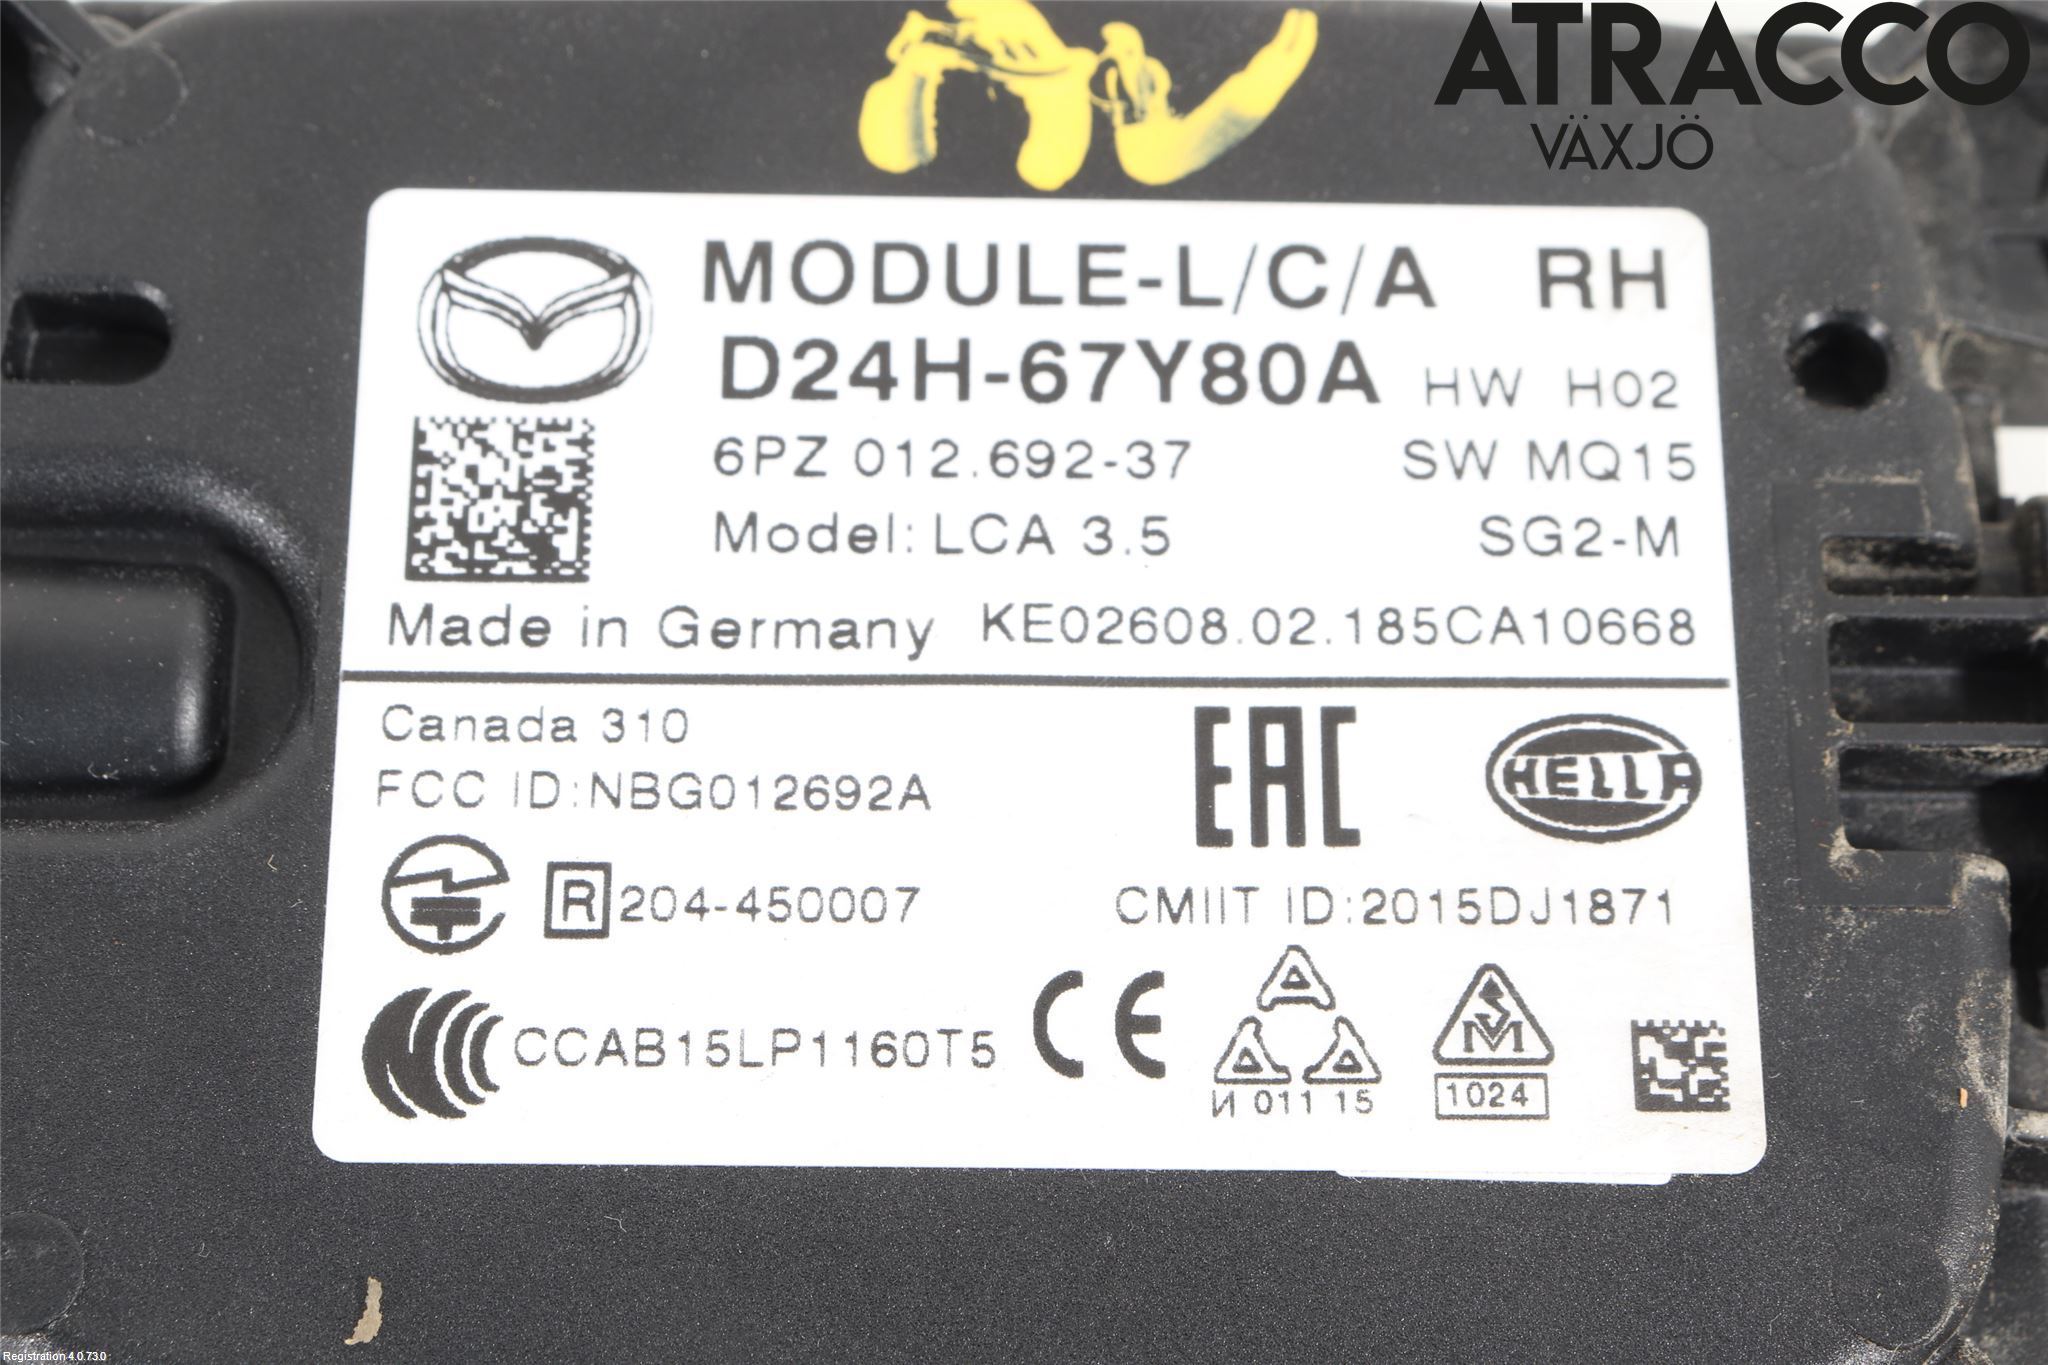 ATRACCO
VÄXJÖ
MODULE-L/C/A RH
D24H-67Y80A HW H02
6PZ 012.692-37 SW MQ15
Model: LCA 3.5 SG2-M
Made in Germany KE02608.02.185CA10668
Canada 310
FCC ID:NBG012692A
EAC
HELLA
R 204-450007 CMIIT ID:2015DJ1871
CCAB15LP1160T5 CE
И 011 15
SM
1024
Registration 4.0.73.0